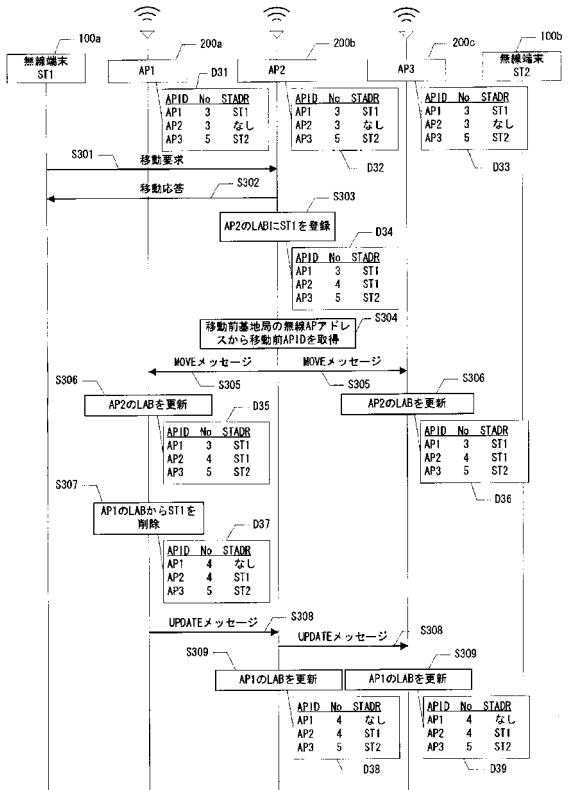 100a
200a
200b
200c
100b
無線端末
ST1
AP1
AP2
AP3
無線端末
ST2
D31
APID No STADR
AP1 3 ST1
AP2 3 なし
AP3 5 ST2
APID No STADR
AP1 3 ST1
AP2 3 なし
AP3 5 ST2
D32
APID No STADR
AP1 3 ST1
AP2 3 なし
AP3 5 ST2
D33
S301
移動要求
移動応答
S302
S303
AP2のLABにST1を登録
D34
APID No STADR
AP1 3 ST1
AP2 4 ST1
AP3 5 ST2
S304
移動前基地局の無線APアドレ
スから移動前APIDを取得
MOVEメッセージ
MOVEメッセージ
S305
S305
S306
AP2のLABを更新
S306
AP2のLABを更新
D35
APID No STADR
AP1 3 ST1
AP2 4 ST1
AP3 5 ST2
APID No STADR
AP1 3 ST1
AP2 4 ST1
AP3 5 ST2
D36
S307
AP1のLABからST1を
削除
D37
APID No STADR
AP1 4 なし
AP2 4 ST1
AP3 5 ST2
UPDATEメッセージ
S308
UPDATEメッセージ
S308
S309
AP1のLABを更新
S309
AP1のLABを更新
APID No STADR
AP1 4 なし
AP2 4 ST1
AP3 5 ST2
D38
APID No STADR
AP1 4 なし
AP2 4 ST1
AP3 5 ST2
D39